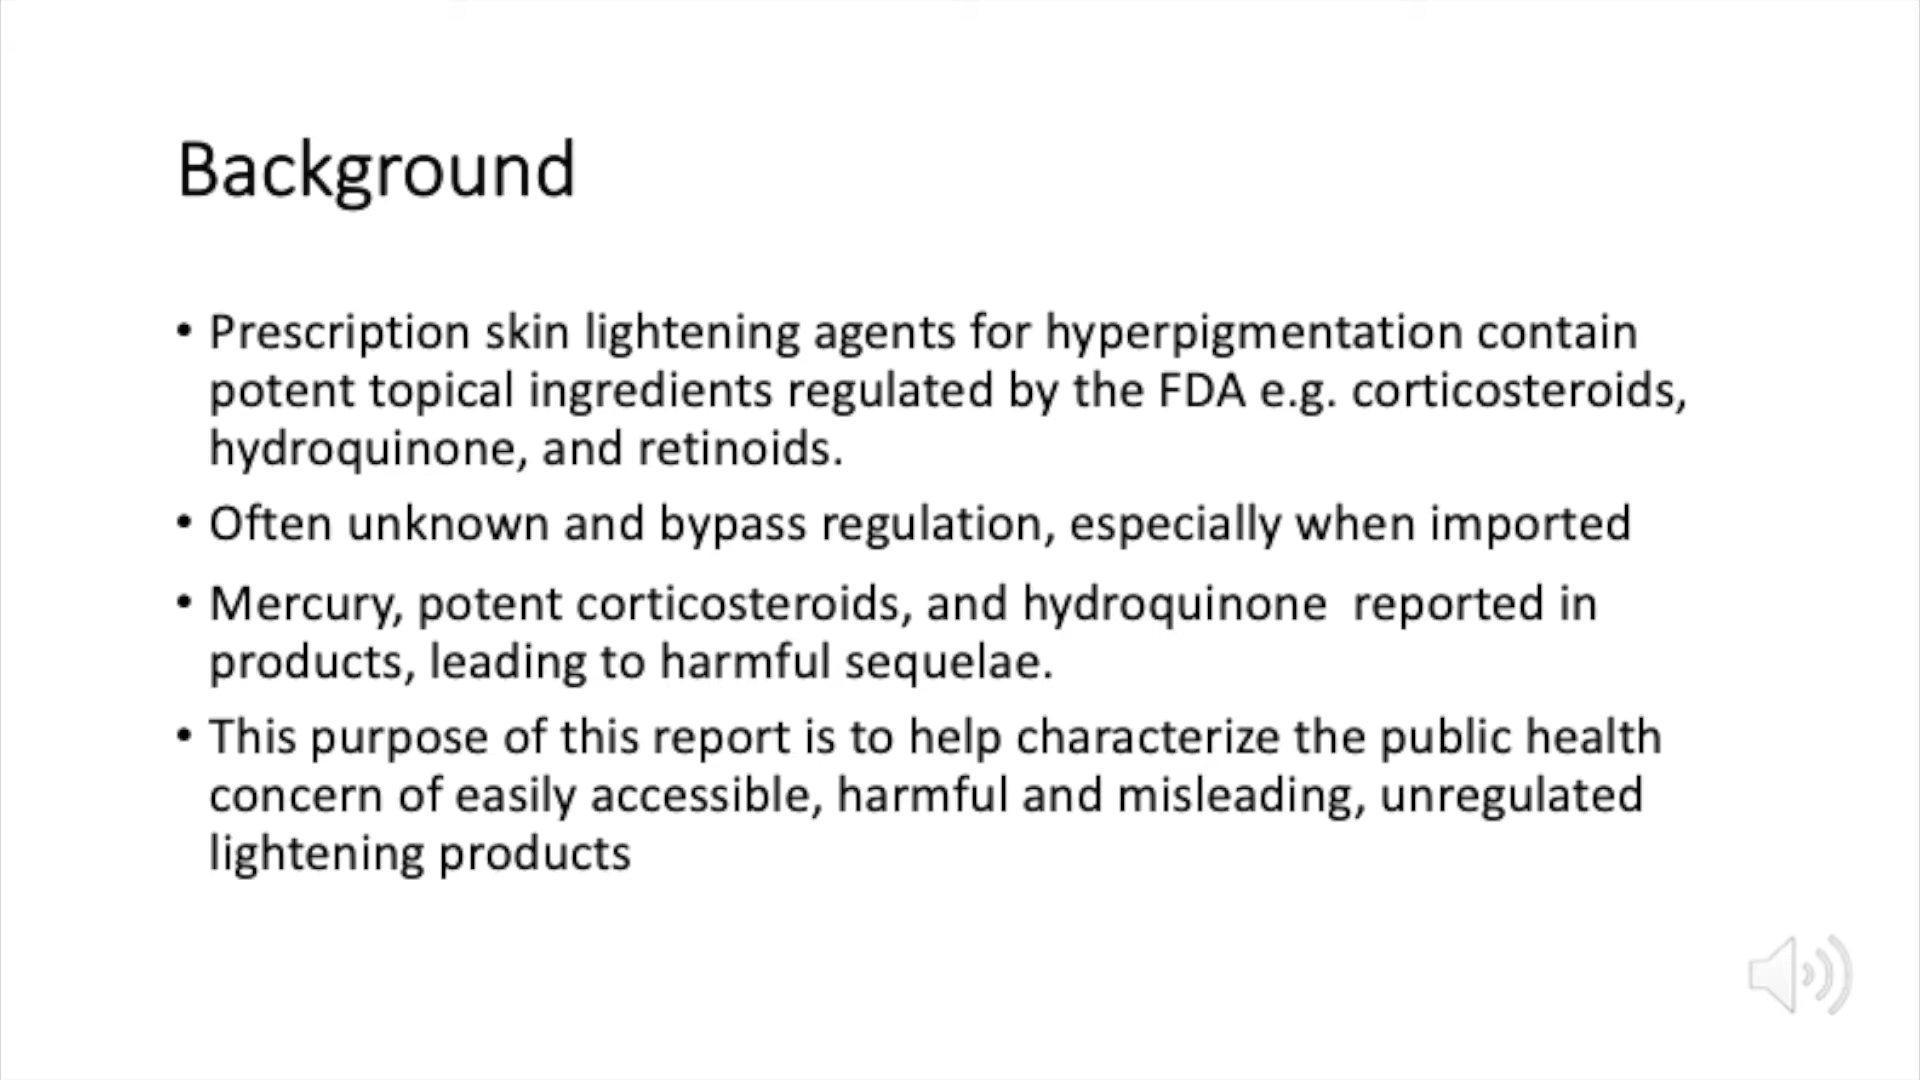 Background
• Prescription skin lightening agents for hyperpigmentation contain
potent topical ingredients regulated by the FDA e.g. corticosteroids,
hydroquinone, and retinoids.
• Often unknown and bypass regulation, especially when imported
• Mercury, potent corticosteroids, and hydroquinone  reported in
products, leading to harmful sequelae.
• This purpose of this report is to help characterize the public health
concern of easily accessible, harmful and misleading, unregulated
lightening products